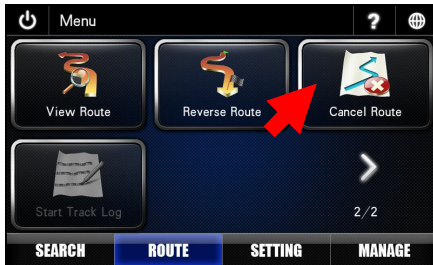 Menu
?
View Route
Reverse Route
Cancel Route
Start Track Log
2/2
SEARCH
ROUTE
SETTING
MANAGE